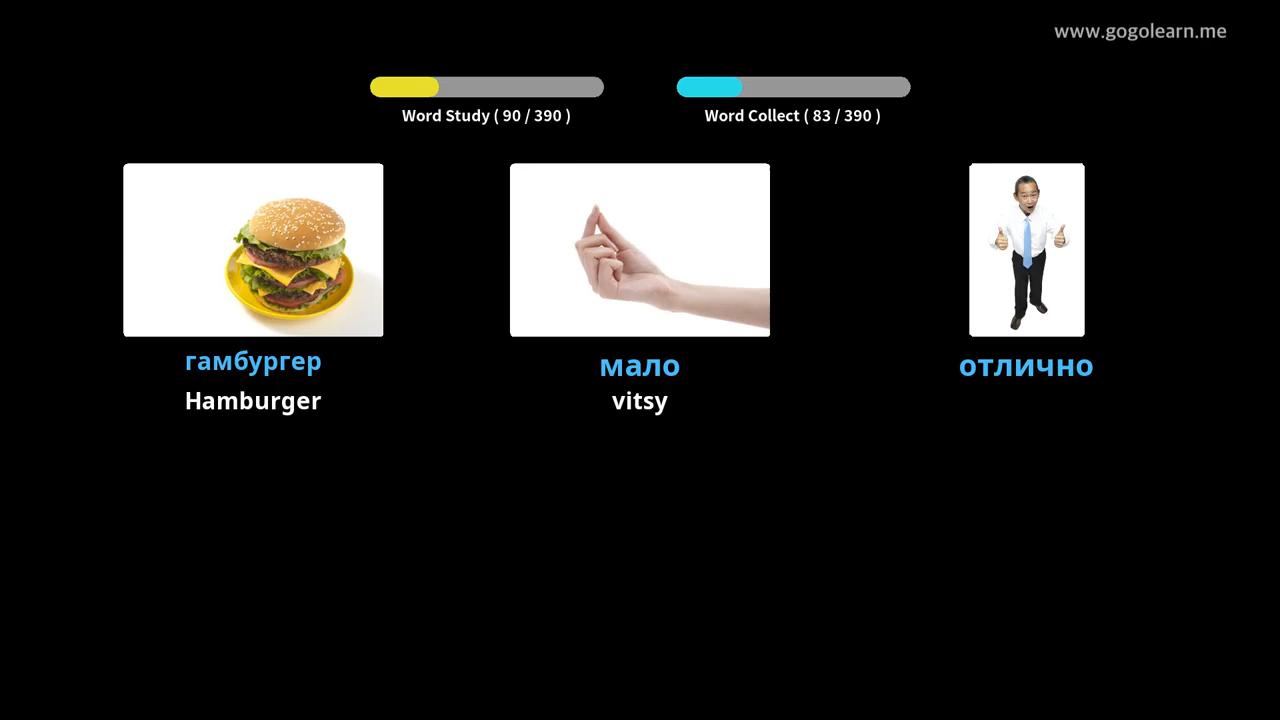 www.gogolearn.me
Word Study ( 90 / 390 )
Word Collect ( 83 / 390 )
гамбургер
Hamburger
мало
vitsy
отлично